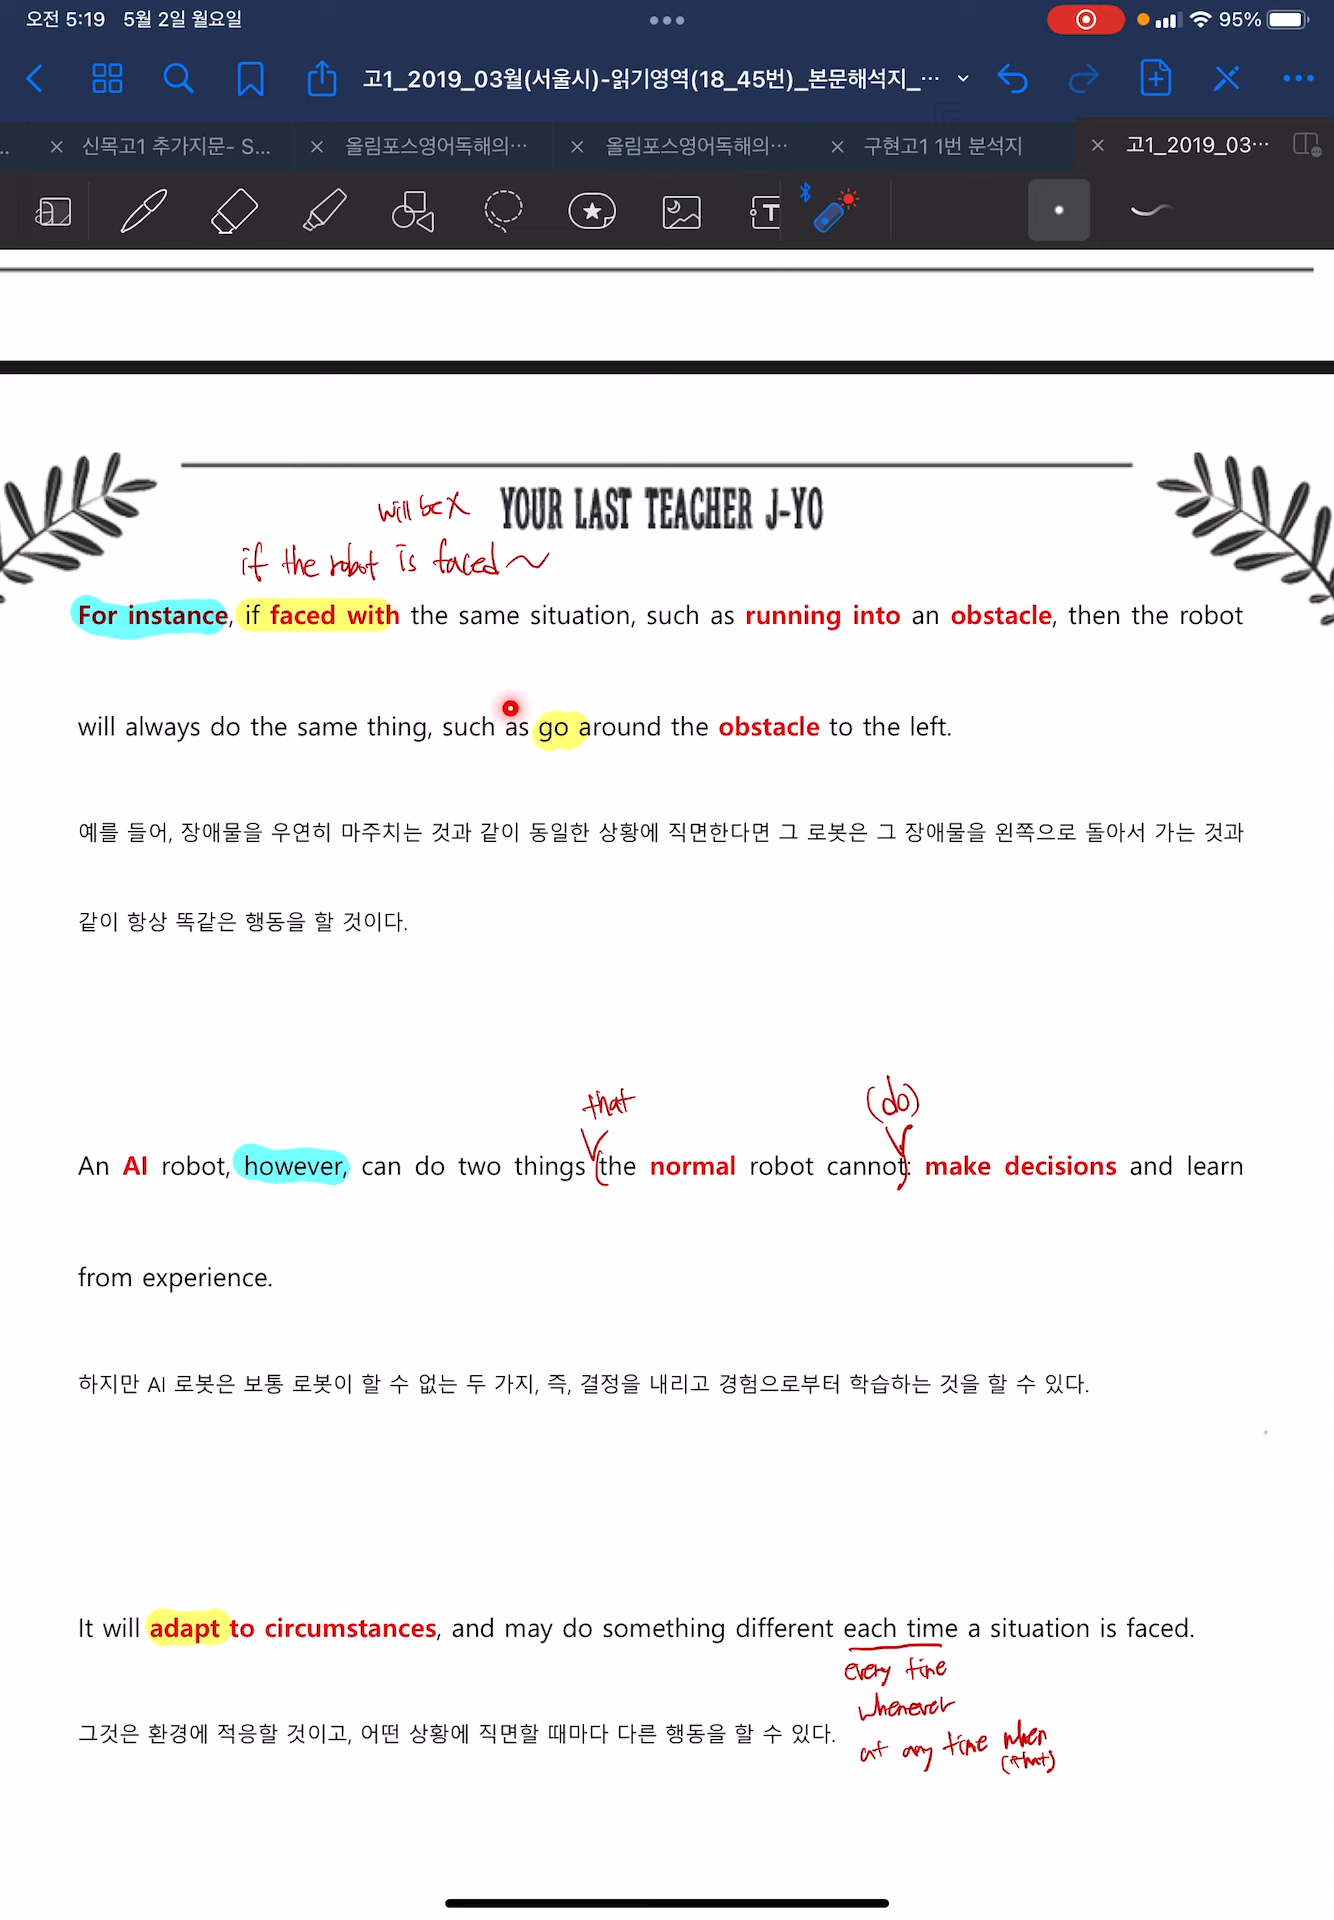 오전 5:19 5월 2일 월요일
95%
고1_2019_03월(서울시)-읽기영역(18_45번)_본문해석지_...
신목고1 추가지문- S...
올림포스영어독해의...
올림포스영어독해의...
구현고1 1번 분석지
고1_2019_03...
will be X
YOUR LAST TEACHER J-YO
if the robot is faced ~
For instance, if faced with the same situation, such as running into an obstacle, then the robot
will always do the same thing, such as go around the obstacle to the left.
예를 들어, 장애물을 우연히 마주치는 것과 같이 동일한 상황에 직면한다면 그 로봇은 그 장애물을 왼쪽으로 돌아서 가는 것과
같이 항상 똑같은 행동을 할 것이다.
that (do)
An AI robot, however, can do two things (the normal robot cannot): make decisions and learn
from experience.
하지만 AI 로봇은 보통 로봇이 할 수 없는 두 가지, 즉, 결정을 내리고 경험으로부터 학습하는 것을 할 수 있다.
It will adapt to circumstances, and may do something different each time a situation is faced.
every time
whenever
그것은 환경에 적응할 것이고, 어떤 상황에 직면할 때마다 다른 행동을 할 수 있다.
at any time when
(that)